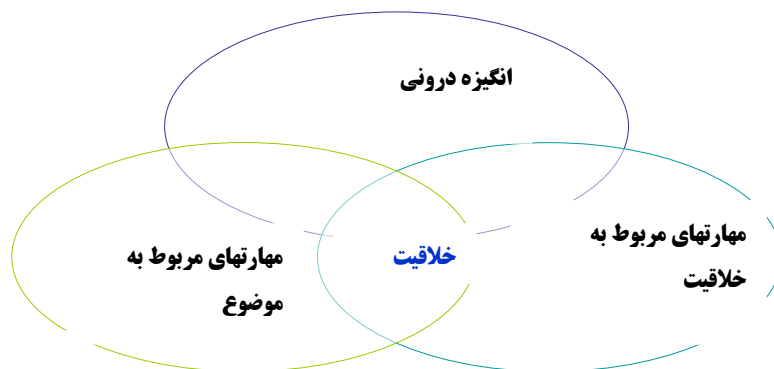 انگیزه درونی
مهارتهای مربوط به
خلاقیت
خلاقیت
مهارتهای مربوط به
موضوع